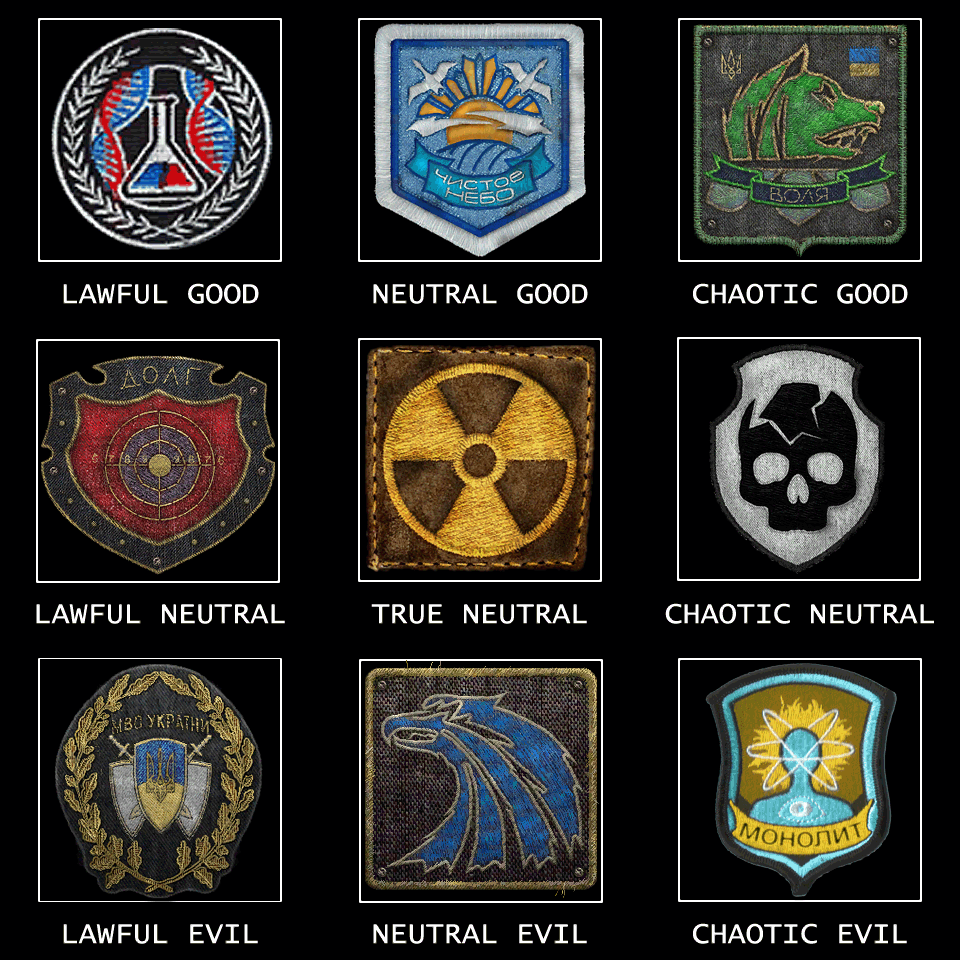 ЧИСТОЕ
НЕБО
ВОЛЯ
LAWFUL GOOD
NEUTRAL GOOD
CHAOTIC GOOD
ДОЛГ
LAWFUL NEUTRAL
TRUE NEUTRAL
CHAOTIC NEUTRAL
МВС УКРАЇНИ
МОНОЛИТ
LAWFUL EVIL
NEUTRAL EVIL
CHAOTIC EVIL